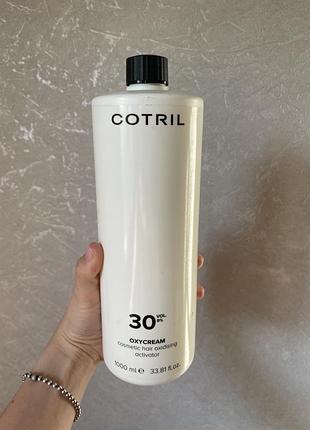 COTRIL
30 VOL. 9%
OXYCREAM
cosmetic hair oxidising
activator
1000 ml ℮ 33.81 fl.oz.